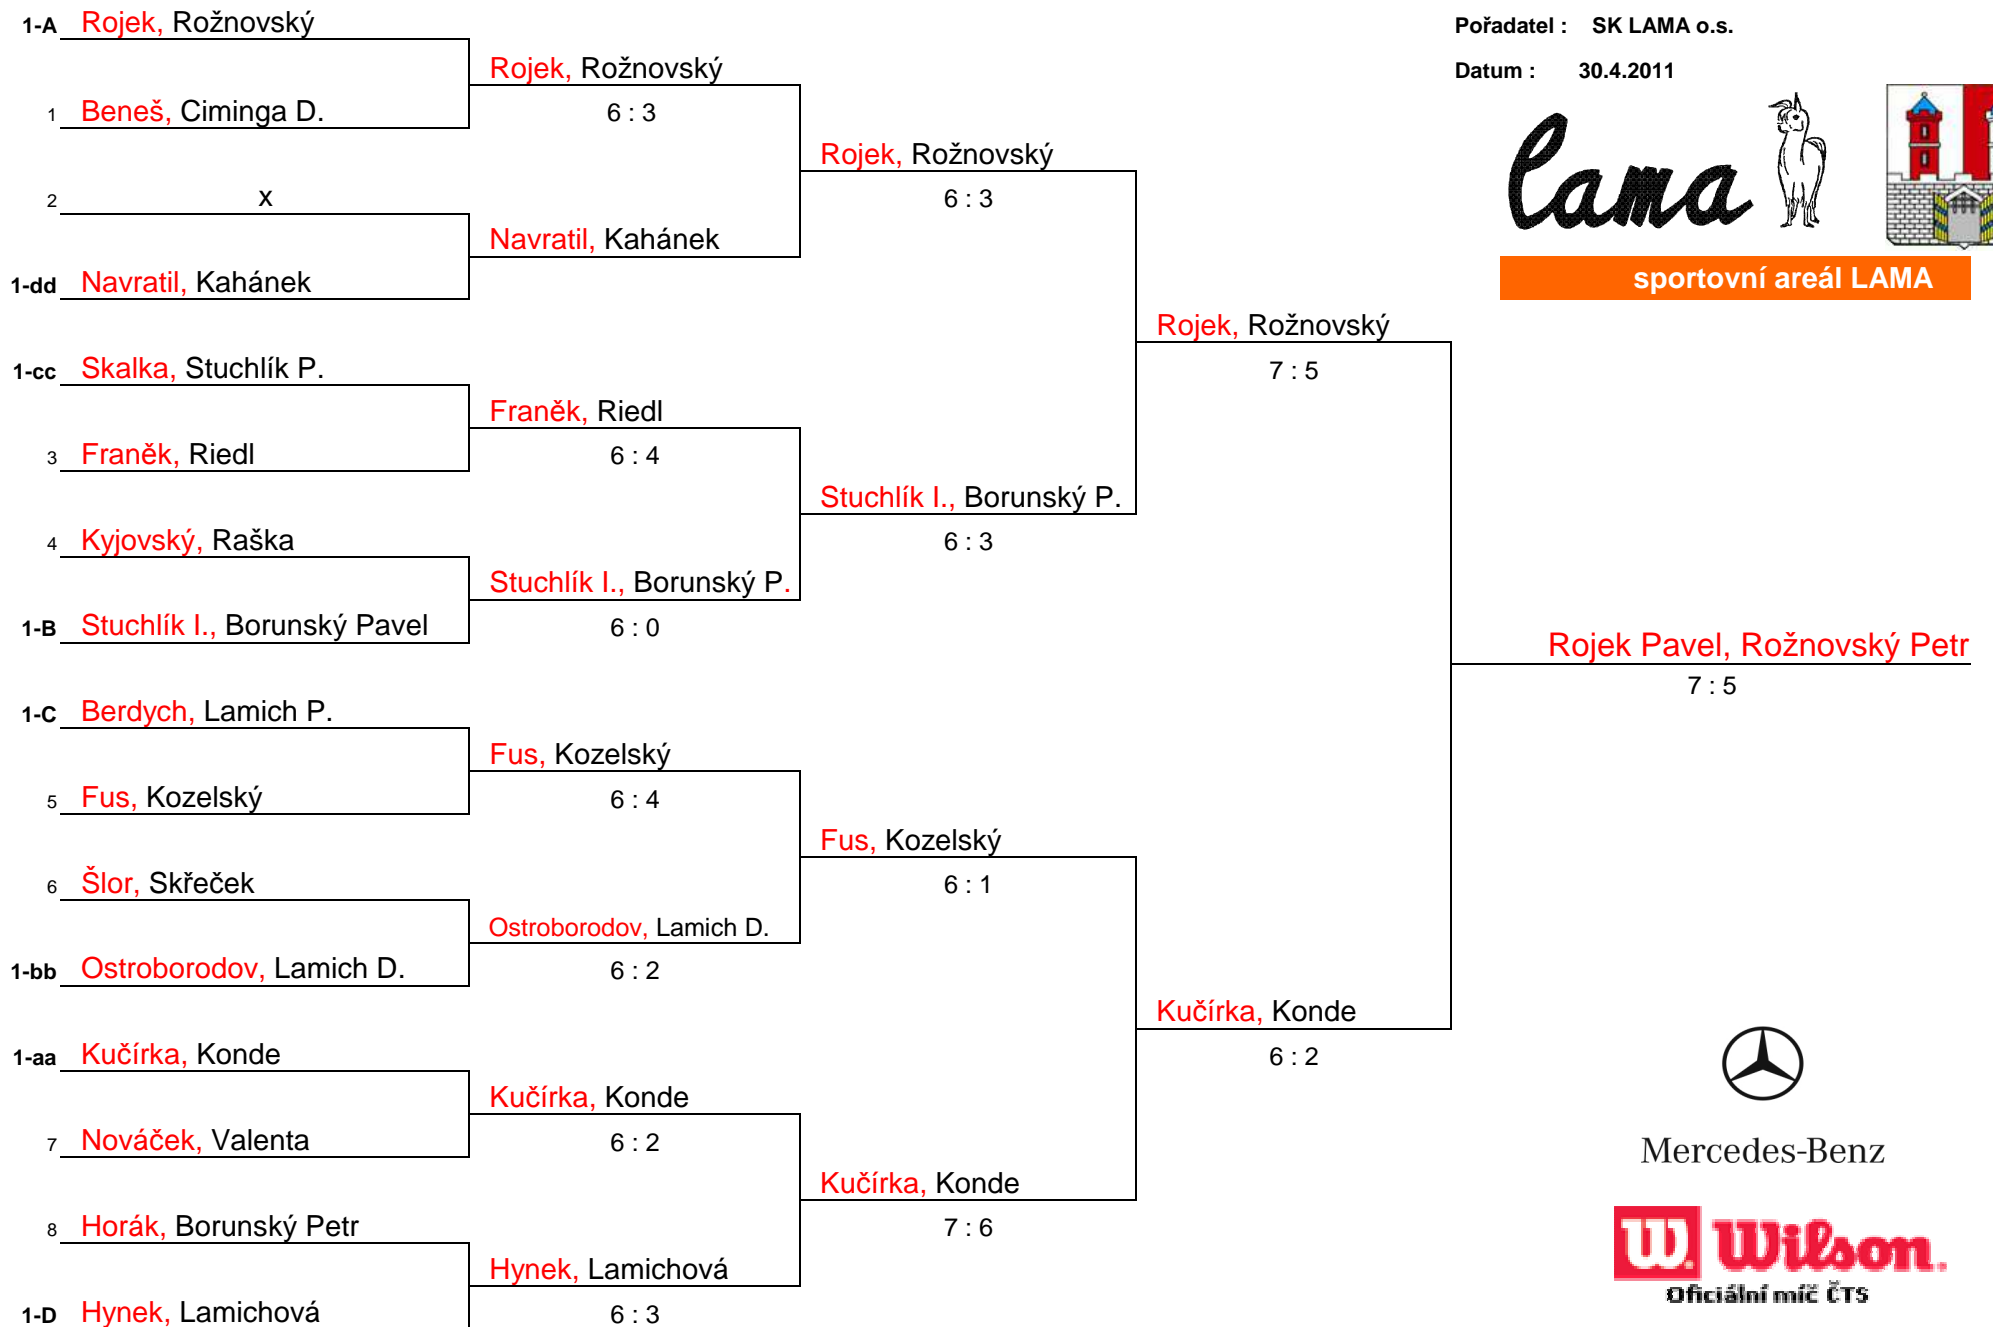 Pořadatel : SK LAMA o.s.
Datum : 30.4.2011
lama
sportovní areál LAMA
1-A Rojek, Rožnovský
1 Beneš, Ciminga D.
2 x
1-dd Navratil, Kahánek
1-cc Skalka, Stuchlík P.
3 Franěk, Riedl
4 Kyjovský, Raška
1-B Stuchlík I., Borunský Pavel
1-C Berdych, Lamich P.
5 Fus, Kozelský
6 Šlor, Skřeček
1-bb Ostroborodov, Lamich D.
1-aa Kučírka, Konde
7 Nováček, Valenta
8 Horák, Borunský Petr
1-D Hynek, Lamichová
Rojek, Rožnovský
6 : 3
Navratil, Kahánek
Franěk, Riedl
6 : 4
Stuchlík I., Borunský P.
6 : 0
Fus, Kozelský
6 : 4
Ostroborodov, Lamich D.
6 : 2
Kučírka, Konde
6 : 2
Hynek, Lamichová
6 : 3
Rojek, Rožnovský
6 : 3
Stuchlík I., Borunský P.
6 : 3
Fus, Kozelský
6 : 1
Kučírka, Konde
7 : 6
Rojek, Rožnovský
7 : 5
Kučírka, Konde
6 : 2
Rojek Pavel, Rožnovský Petr
7 : 5
Mercedes-Benz
W Wilson.
Oficiální míč ČTS